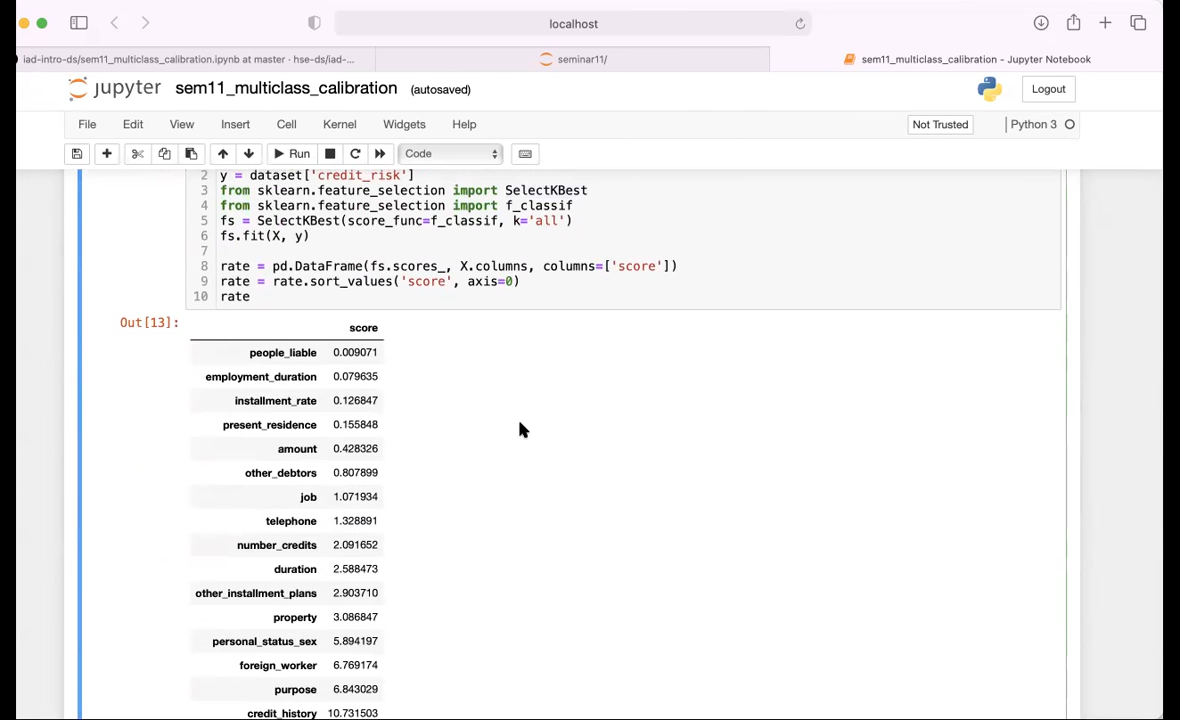 localhost
iad-intro-ds/sem11_multiclass_calibration.ipynb at master · hse-ds/iad-...
seminar11/
sem11_multiclass_calibration - Jupyter Notebook
jupyter sem11_multiclass_calibration (autosaved)
Logout
File Edit View Insert Cell Kernel Widgets Help
Not Trusted
Python 3
Run
Code
2 y = dataset['credit_risk']
3 from sklearn.feature_selection import SelectKBest
4 from sklearn.feature_selection import f_classif
5 fs = SelectKBest(score_func=f_classif, k='all')
6 fs.fit(X, y)
7
8 rate = pd.DataFrame(fs.scores_, X.columns, columns=['score'])
9 rate = rate.sort_values('score', axis=0)
10 rate
Out[13]:
score
people_liable 0.009071
employment_duration 0.079635
installment_rate 0.126847
present_residence 0.155848
amount 0.428326
other_debtors 0.807899
job 1.071934
telephone 1.328891
number_credits 2.091652
duration 2.588473
other_installment_plans 2.903710
property 3.086847
personal_status_sex 5.894197
foreign_worker 6.769174
purpose 6.843029
credit_history 10.731503